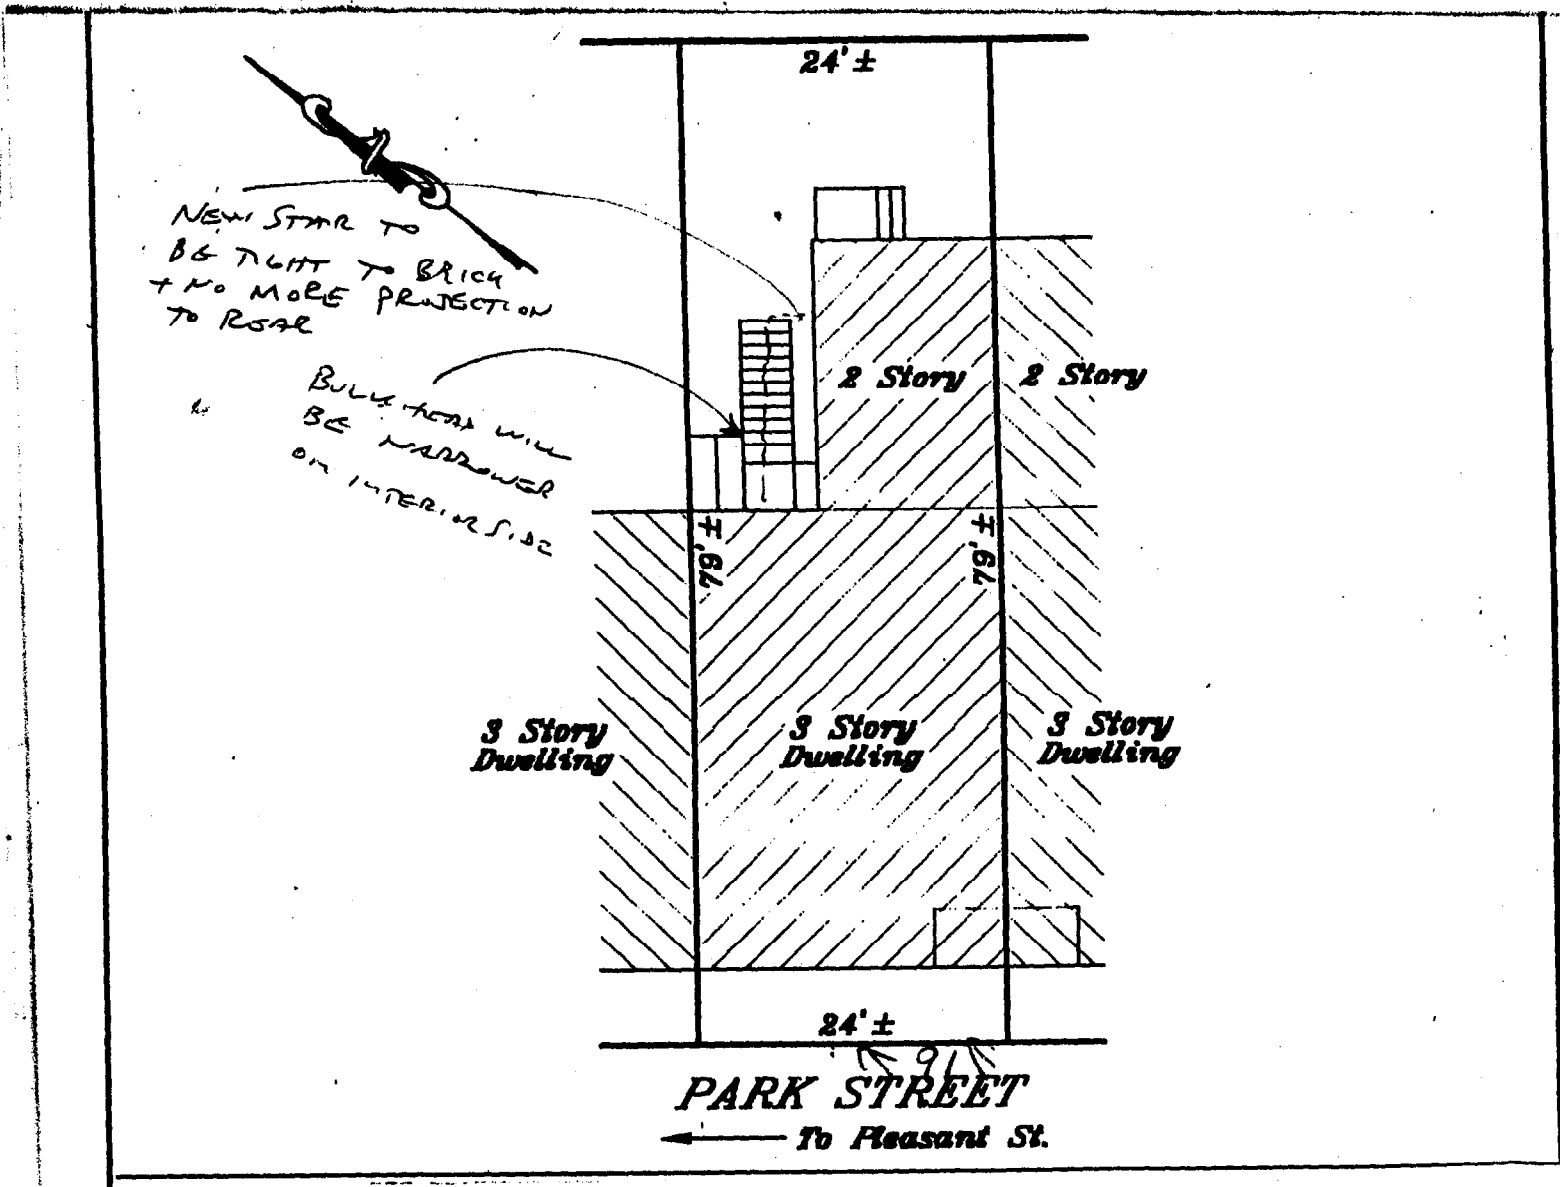 24'±
NEW STAIR TO
BE TIGHT TO BRICK
+ NO MORE PROJECTION
TO REAR
BULKHEAD WILL
BE NARROWER
ON INTERIOR SIDE
2 Story
2 Story
79'±
79'±
3 Story
Dwelling
3 Story
Dwelling
3 Story
Dwelling
24'±
91
PARK STREET
To Pleasant St.